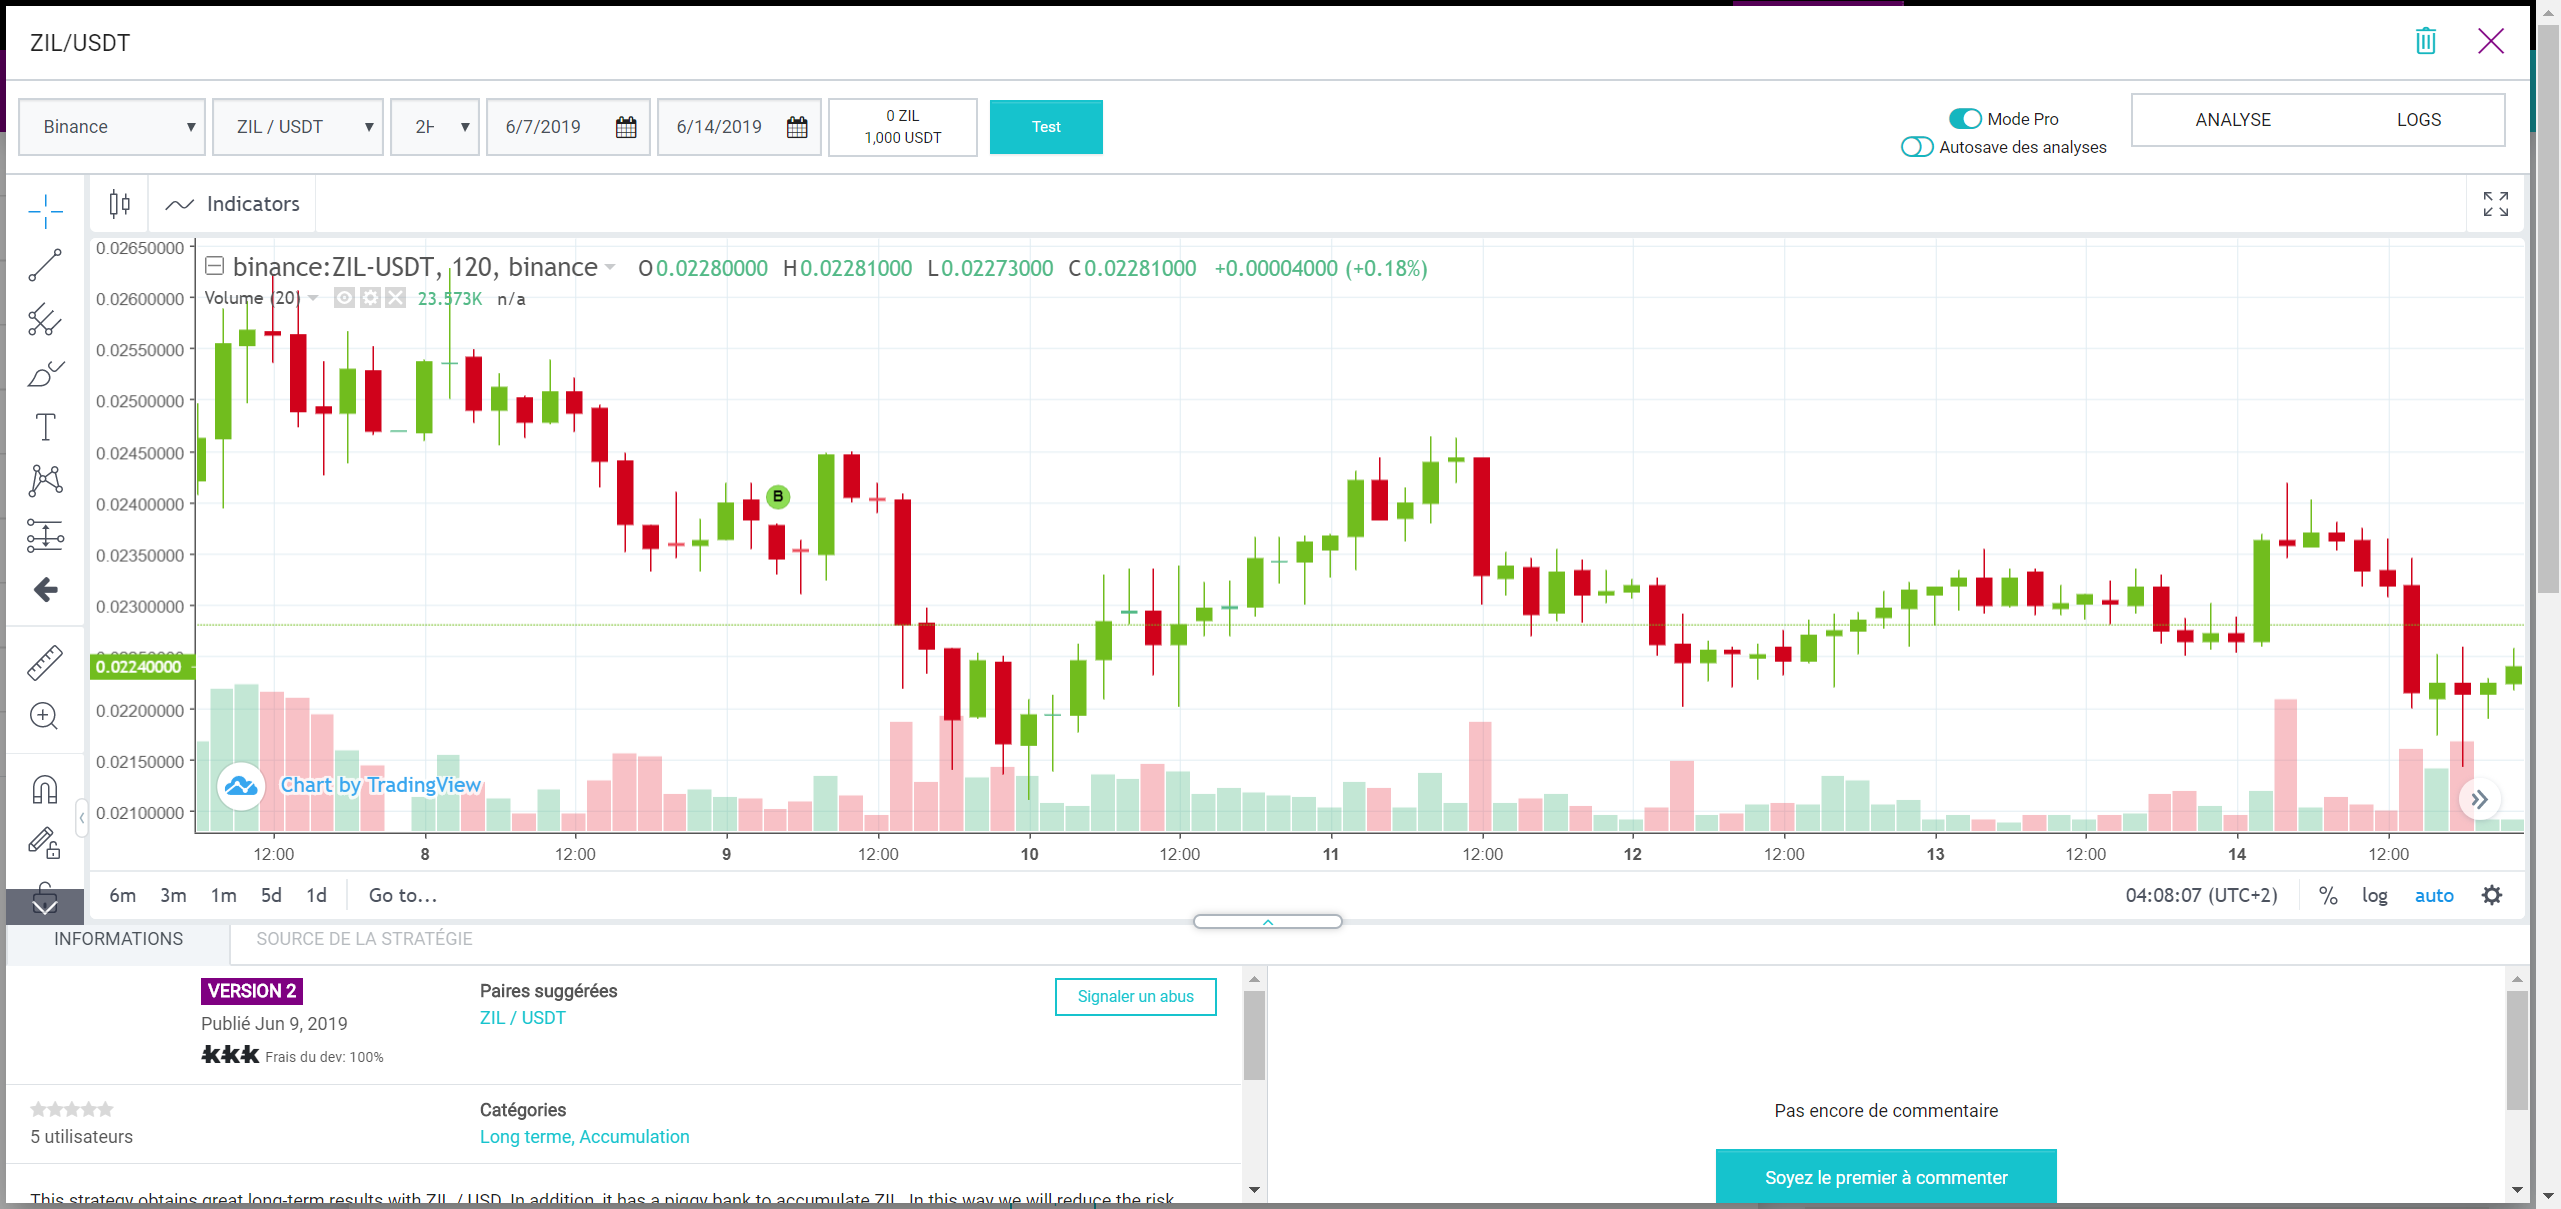 ZIL/USDT
Binance
ZIL / USDT
2H
6/7/2019
6/14/2019
0 ZIL
1,000 USDT
Test
Mode Pro
Autosave des analyses
ANALYSE
LOGS
Indicators
binance:ZIL-USDT, 120, binance
O0.02280000 H0.02281000 L0.02273000 C0.02281000 +0.00004000 (+0.18%)
Volume (20) 23.573K n/a
0.02650000
0.02600000
0.02550000
0.02500000
0.02450000
0.02400000
0.02350000
0.02300000
0.02240000
0.02200000
0.02150000
0.02100000
B
Chart by TradingView
12:00 8 12:00 9 12:00 10 12:00 11 12:00 12 12:00 13 12:00 14 12:00
6m 3m 1m 5d 1d Go to...
04:08:07 (UTC+2) % log auto
INFORMATIONS
SOURCE DE LA STRATÉGIE
VERSION 2
Publié Jun 9, 2019
Frais du dev: 100%
Paires suggérées
ZIL / USDT
Signaler un abus
5 utilisateurs
Catégories
Long terme, Accumulation
This strategy obtains great long-term results with ZIL / USD. In addition, it has a piggy bank to accumulate ZIL. In this way we will reduce the risk
Pas encore de commentaire
Soyez le premier à commenter